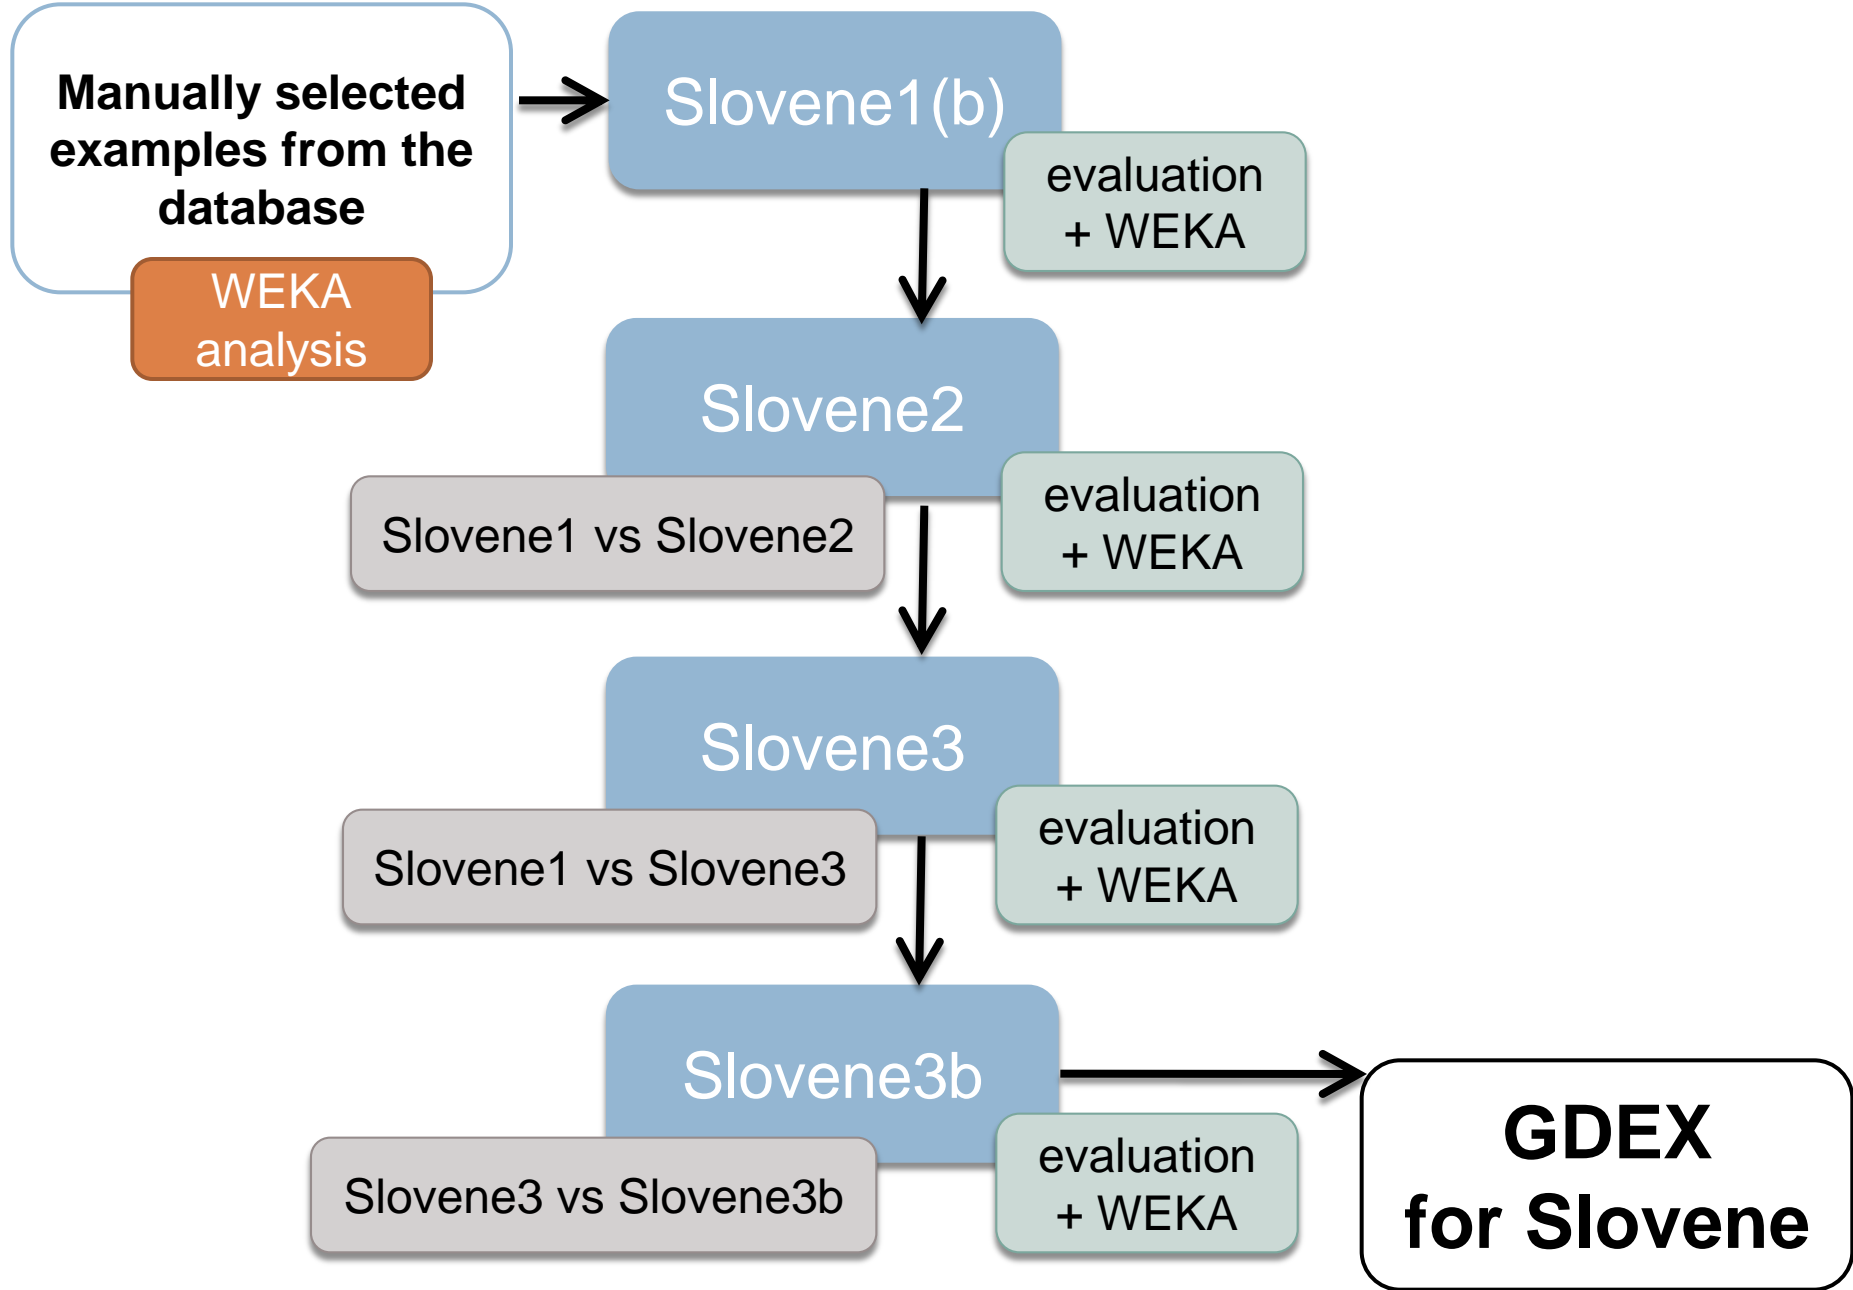 Manually selected
examples from the
database
WEKA
analysis
Slovene1(b)
evaluation
+ WEKA
Slovene2
Slovene1 vs Slovene2
evaluation
+ WEKA
Slovene3
Slovene1 vs Slovene3
evaluation
+ WEKA
Slovene3b
Slovene3 vs Slovene3b
evaluation
+ WEKA
GDEX
for Slovene